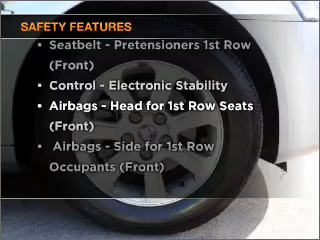 SAFETY FEATURES
• Seatbelt - Pretensioners 1st Row
(Front)
• Control - Electronic Stability
• Airbags - Head for 1st Row Seats
(Front)
• Airbags - Side for 1st Row
Occupants (Front)